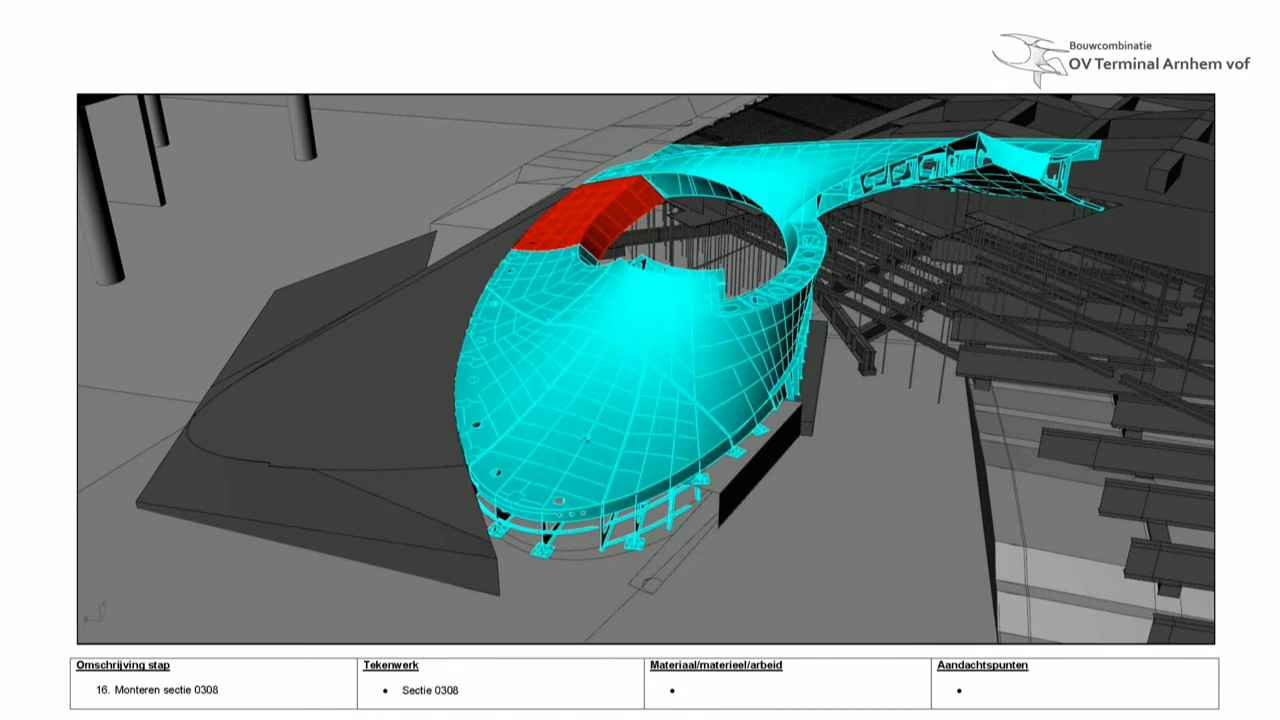 Bouwcombinatie
OV Terminal Arnhem vof
Omschrijving stap
16. Monteren sectie 0308
Tekenwerk
• Sectie 0308
Materiaal/materieel/arbeid
•
Aandachtspunten
•